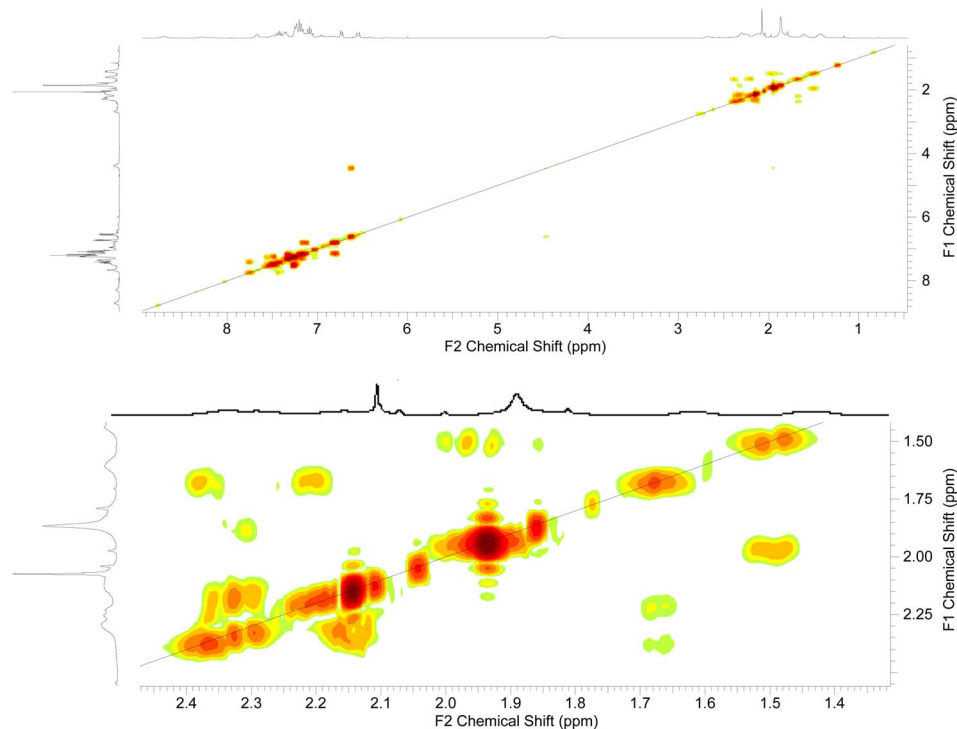 2
4
6
8
F1 Chemical Shift (ppm)
8 7 6 5 4 3 2 1
F2 Chemical Shift (ppm)
1.50
1.75
2.00
2.25
F1 Chemical Shift (ppm)
2.4 2.3 2.2 2.1 2.0 1.9 1.8 1.7 1.6 1.5 1.4
F2 Chemical Shift (ppm)